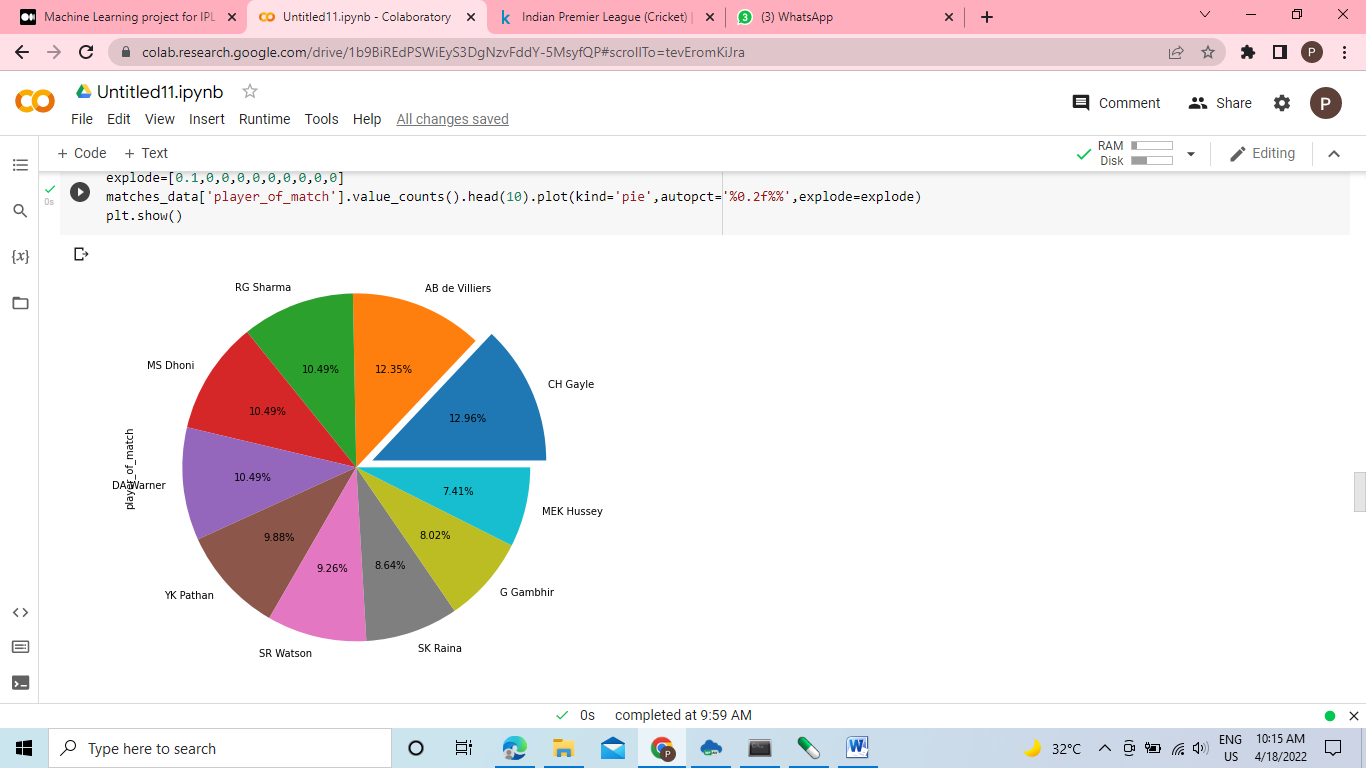 Machine Learning project for IPL
Untitled11.ipynb - Colaboratory
Indian Premier League (Cricket) |
(3) WhatsApp
colab.research.google.com/drive/1b9BiREdPSWiEyS3DgNzvFddY-5MsyfQP#scrollTo=tevEromKiJra
P
Untitled11.ipynb
File Edit View Insert Runtime Tools Help All changes saved
Comment Share P
+ Code + Text
RAM
Disk
Editing
explode=[0.1,0,0,0,0,0,0,0,0,0]
0s
matches_data['player_of_match'].value_counts().head(10).plot(kind='pie',autopct='%0.2f%%',explode=explode)
plt.show()
{x}
RG Sharma
AB de Villiers
MS Dhoni
10.49%
12.35%
CH Gayle
10.49%
12.96%
player_of_match
DA Warner
10.49%
7.41%
MEK Hussey
9.88%
8.02%
9.26%
8.64%
YK Pathan
G Gambhir
SR Watson
SK Raina
0s completed at 9:59 AM
Type here to search
32°C
ENG
US
10:15 AM
4/18/2022